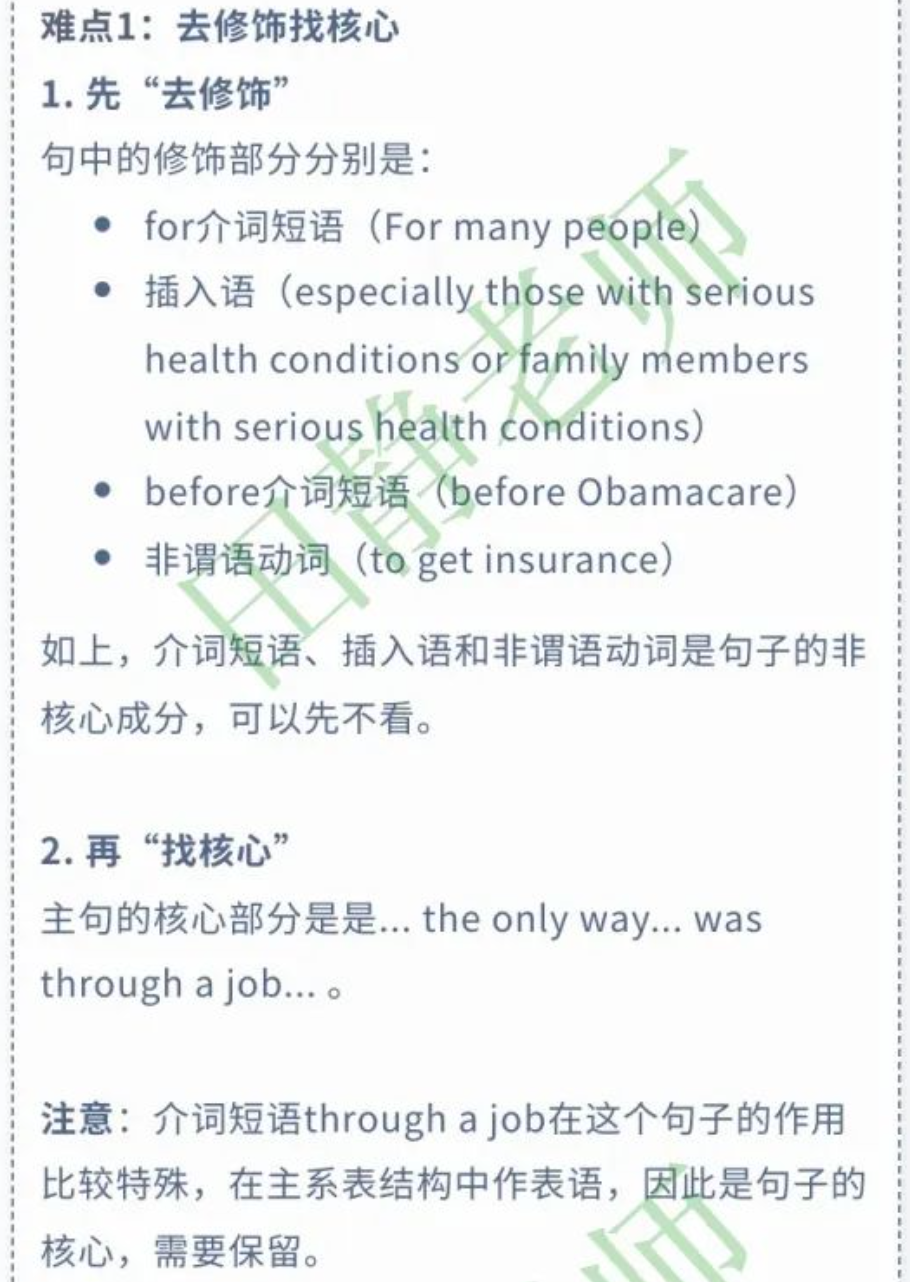 难点1：去修饰找核心
1. 先“去修饰”
句中的修饰部分分别是：
• for介词短语（For many people）
• 插入语（especially those with serious
health conditions or family members
with serious health conditions）
• before介词短语（before Obamacare）
• 非谓语动词（to get insurance）
如上，介词短语、插入语和非谓语动词是句子的非
核心成分，可以先不看。
2. 再“找核心”
主句的核心部分是是... the only way... was
through a job... 。
注意：介词短语through a job在这个句子的作用
比较特殊，在主系表结构中作表语，因此是句子的
核心，需要保留。
田静老师
师